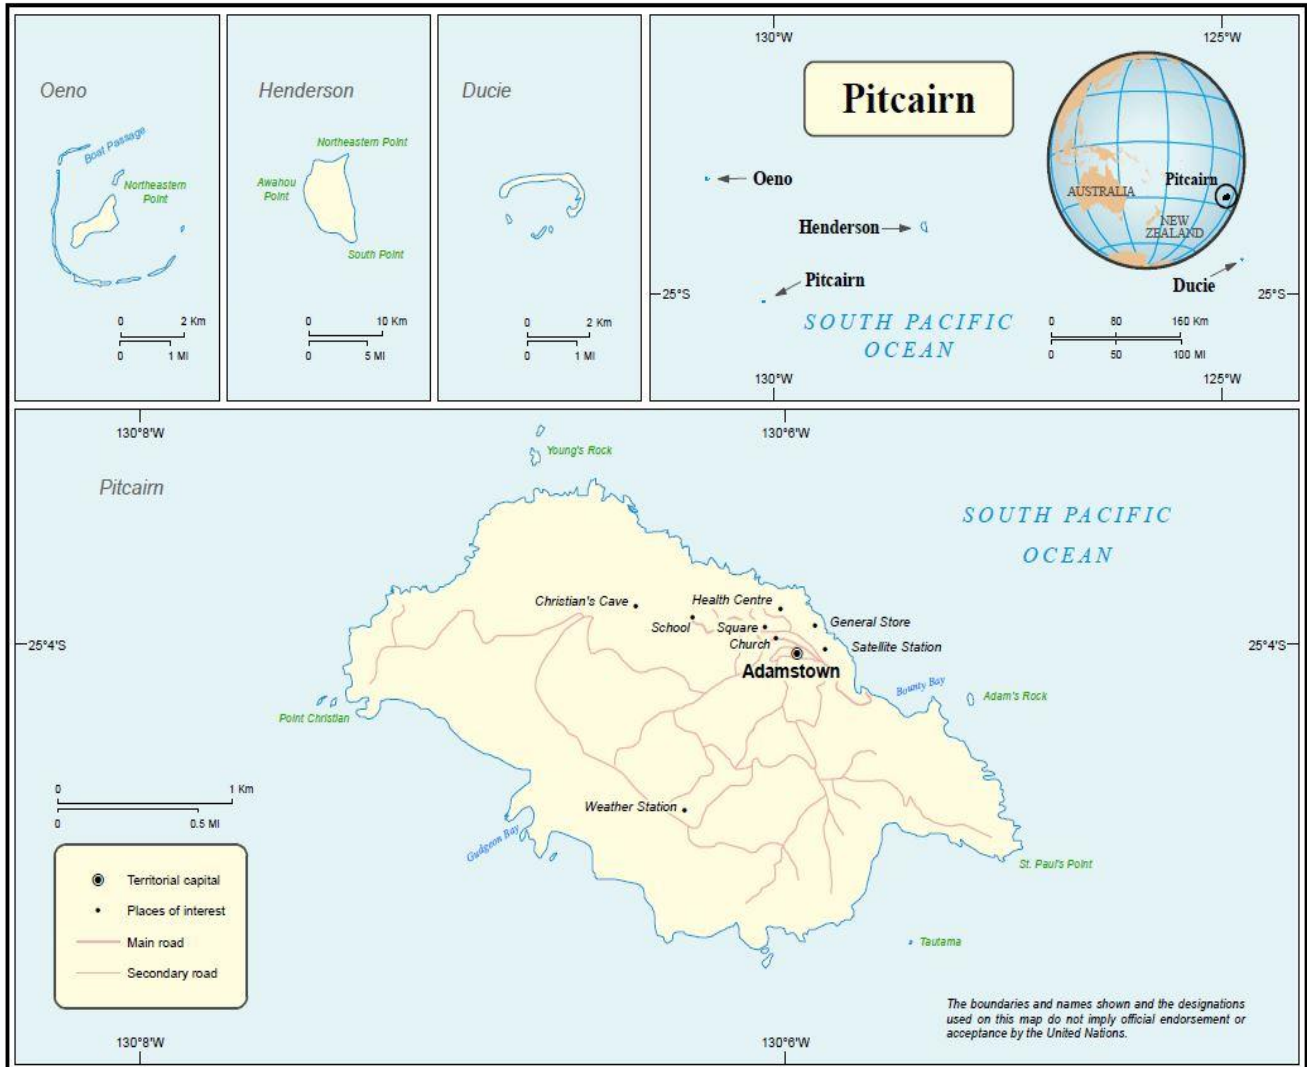 Oeno
Boat Passage
Northeastern
Point
0 2 Km
0 1 MI
Henderson
Northeastern Point
Awahou
Point
South Point
0 10 Km
0 5 MI
Ducie
0 2 Km
0 1 MI
130°W 125°W
Pitcairn
Oeno
Henderson
Pitcairn
Ducie
AUSTRALIA
Pitcairn
NEW
ZEALAND
25°S 25°S
SOUTH PACIFIC
OCEAN
0 80 160 Km
0 50 100 MI
130°W 125°W
130°8'W 130°6'W
Pitcairn
Young's Rock
SOUTH PACIFIC
OCEAN
Christian's Cave
Health Centre
School
Square
General Store
Church
Satellite Station
25°4'S 25°4'S
Adamstown
Bounty Bay
Adam's Rock
Point Christian
0 1 Km
0 0.5 MI
Weather Station
Gudgeon Bay
St. Paul's Point
Territorial capital
Places of interest
Main road
Secondary road
Tautama
The boundaries and names shown and the designations
used on this map do not imply official endorsement or
acceptance by the United Nations.
130°8'W 130°6'W